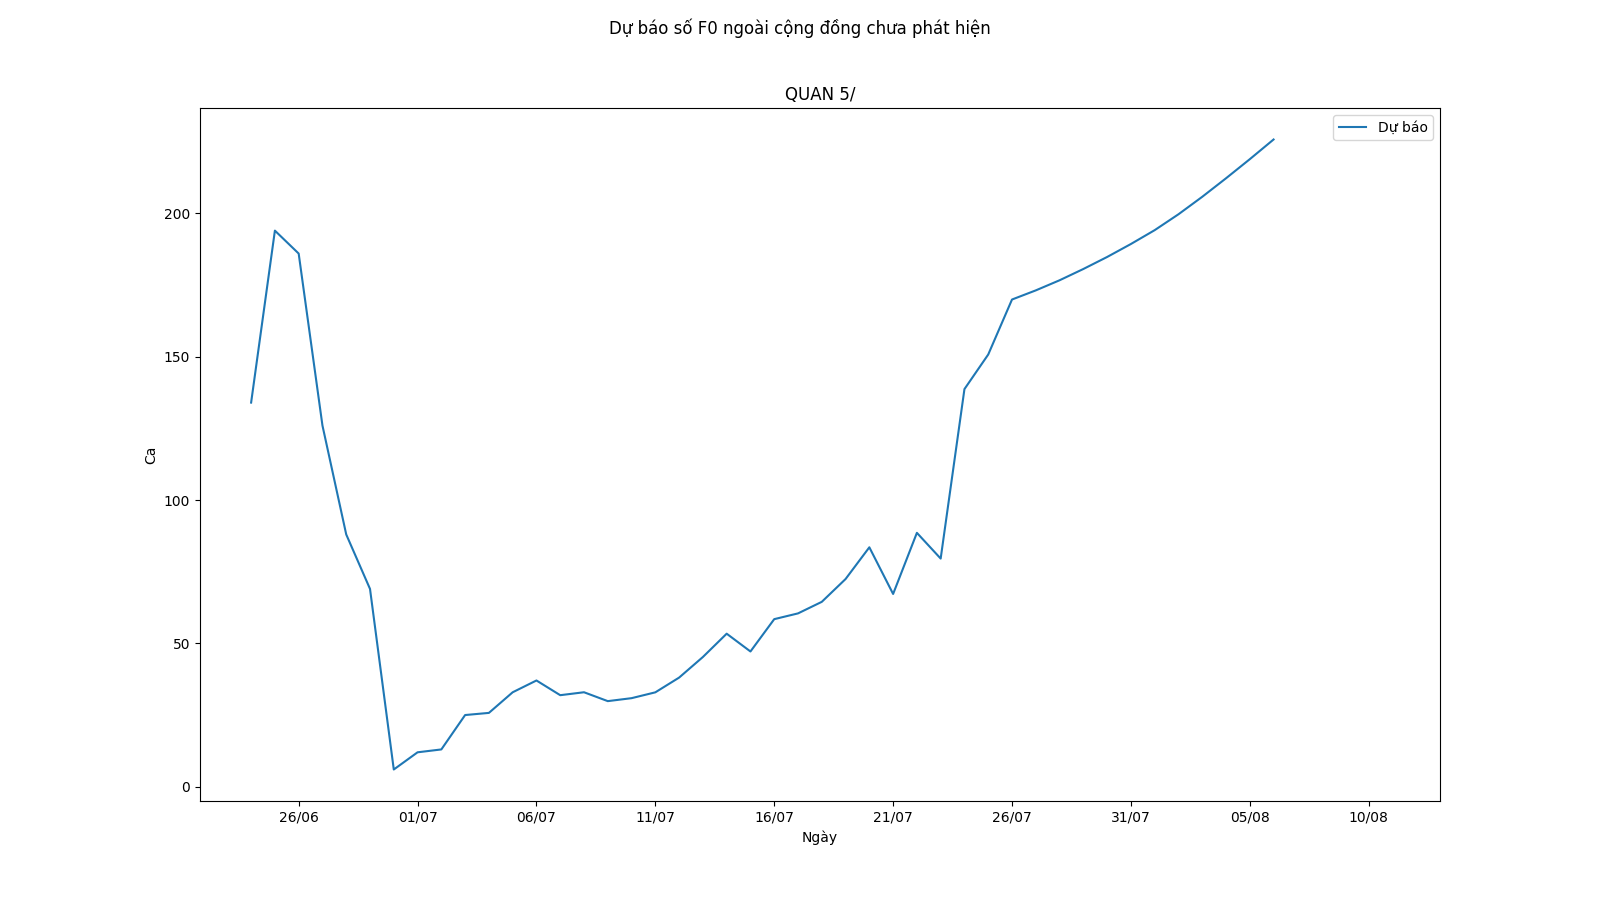 Dự báo số F0 ngoài cộng đồng chưa phát hiện
QUAN 5/
Dự báo
Ca
200
150
100
50
0
26/06 01/07 06/07 11/07 16/07 21/07 26/07 31/07 05/08 10/08
Ngày